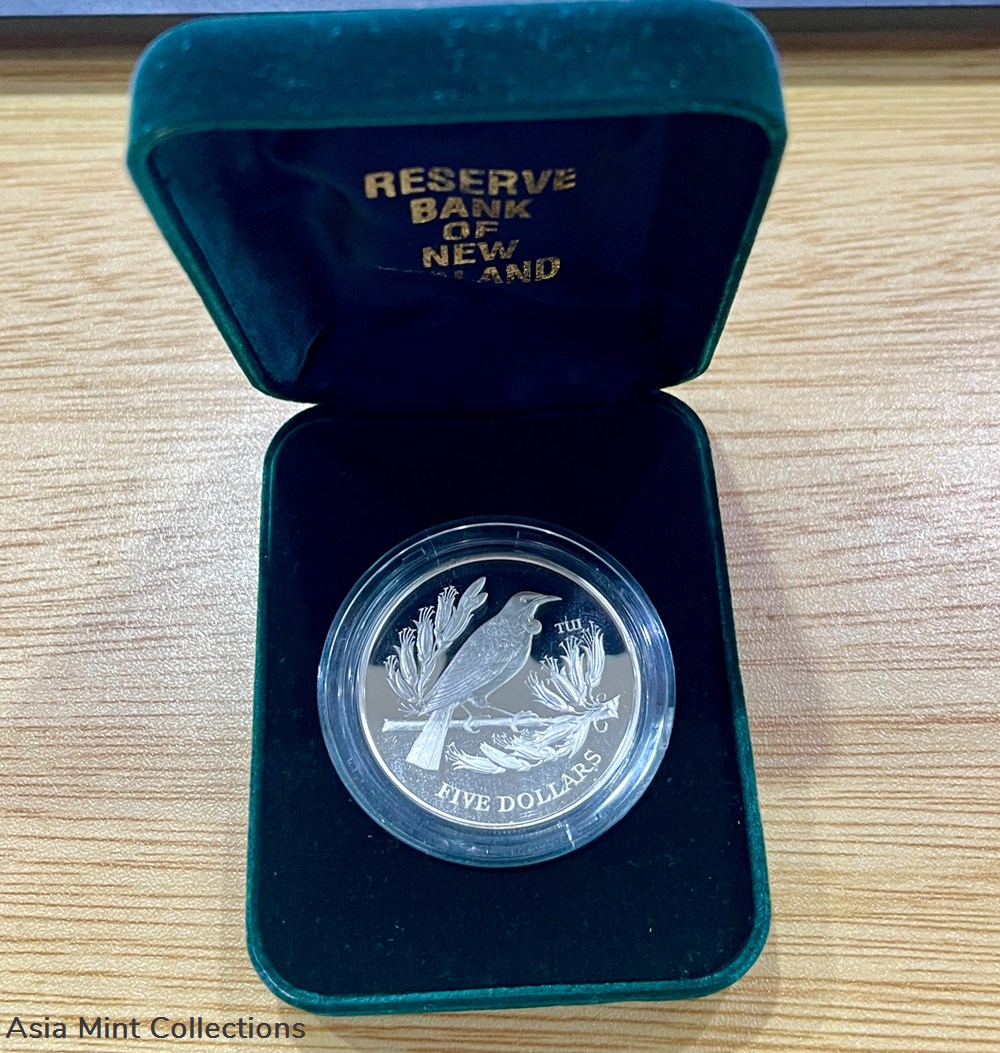 RESERVE
BANK
OF
NEW
TUI
FIVE DOLLARS
Asia Mint Collections